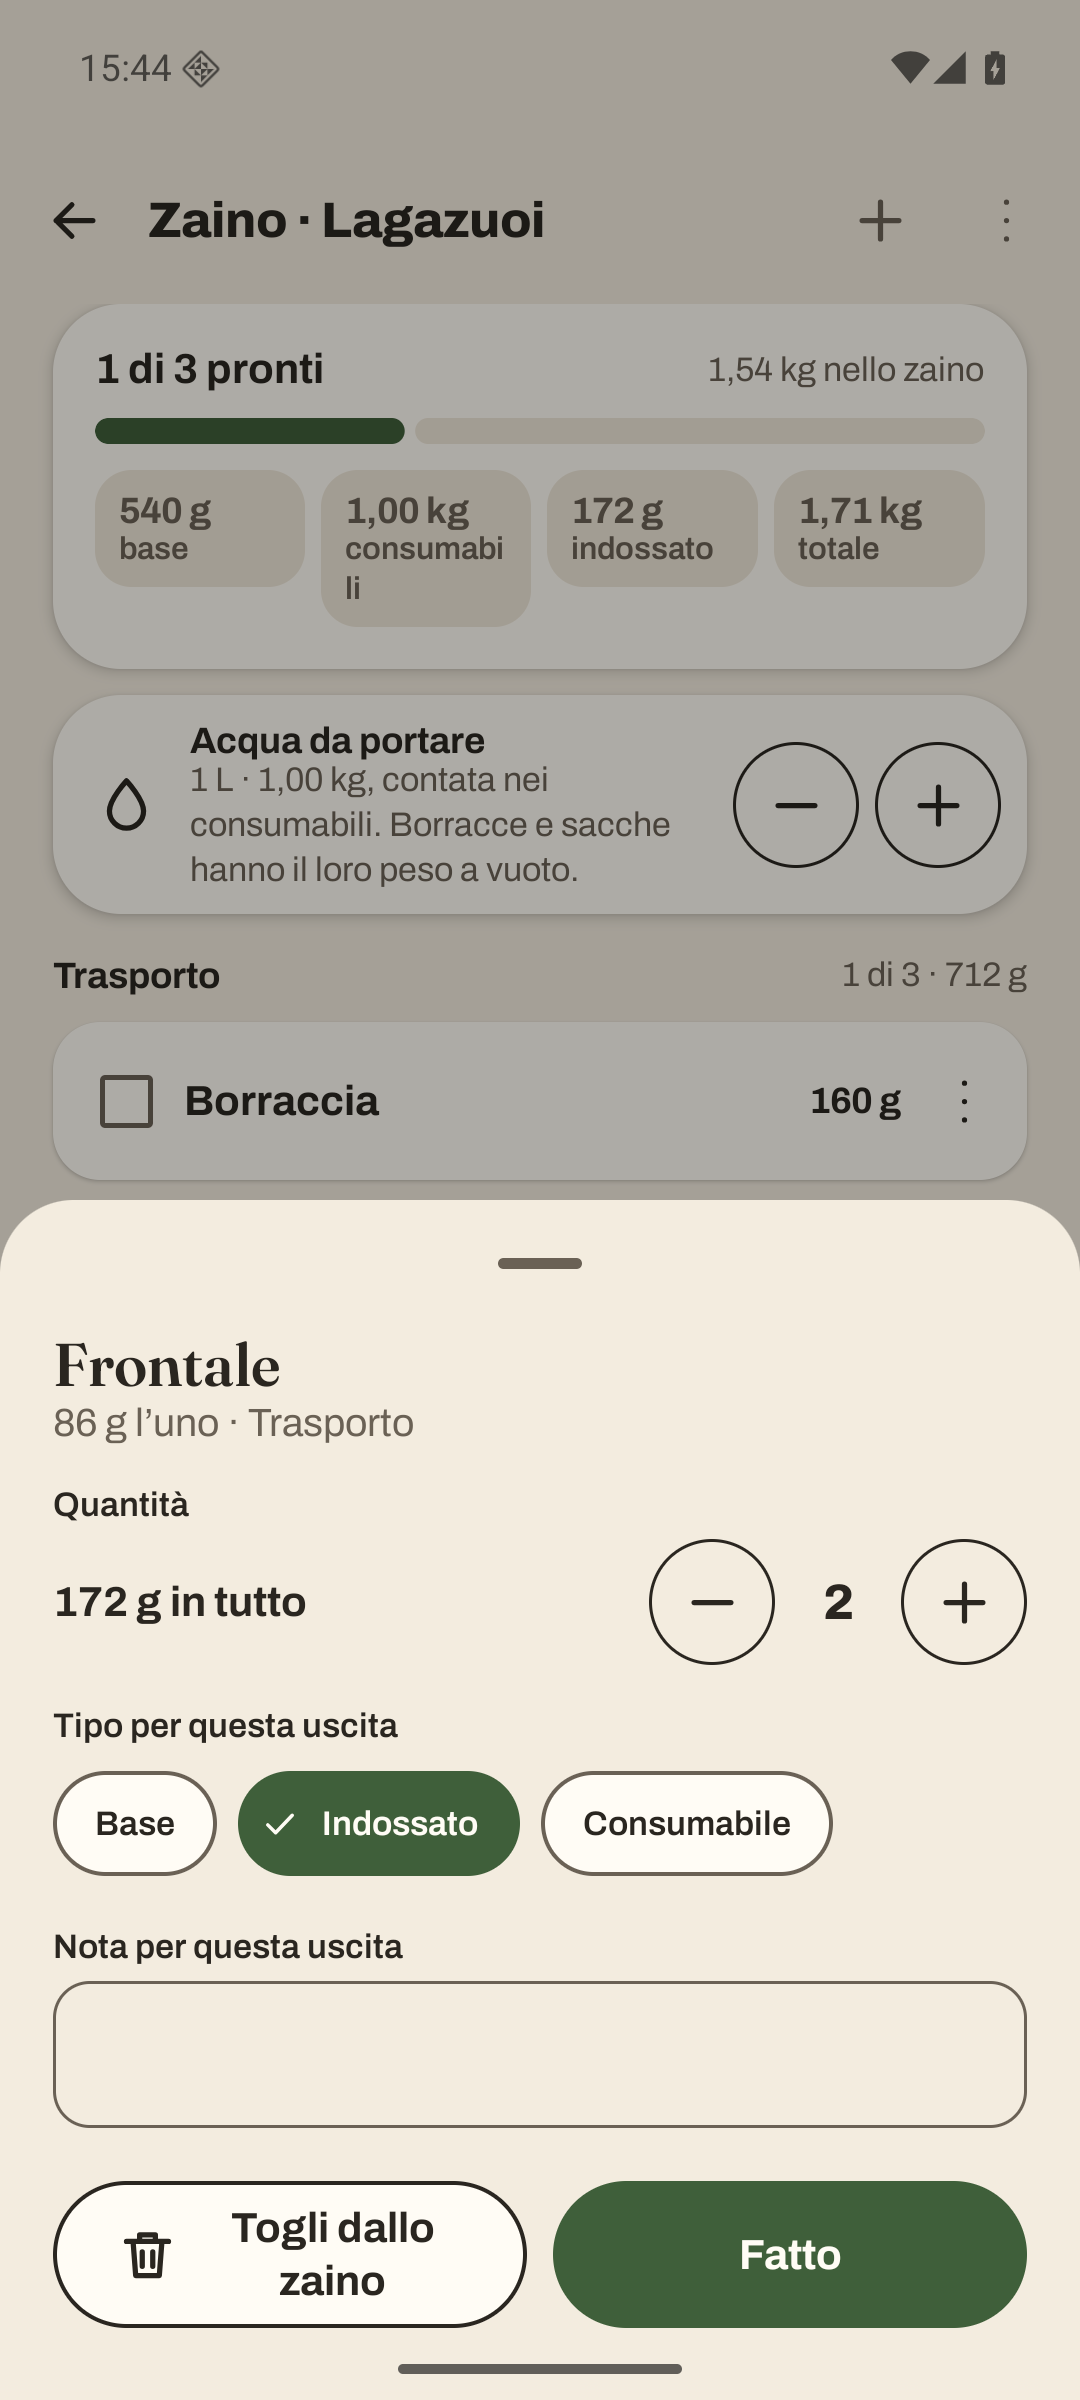 15:44
Zaino · Lagazuoi
1 di 3 pronti
1,54 kg nello zaino
540 g
base
1,00 kg
consumabi
li
172 g
indossato
1,71 kg
totale
Acqua da portare
1 L · 1,00 kg, contata nei
consumabili. Borracce e sacche
hanno il loro peso a vuoto.
Trasporto
1 di 3 · 712 g
Borraccia
160 g
Frontale
86 g l’uno · Trasporto
Quantità
172 g in tutto
2
Tipo per questa uscita
Base
Indossato
Consumabile
Nota per questa uscita
Togli dallo
zaino
Fatto